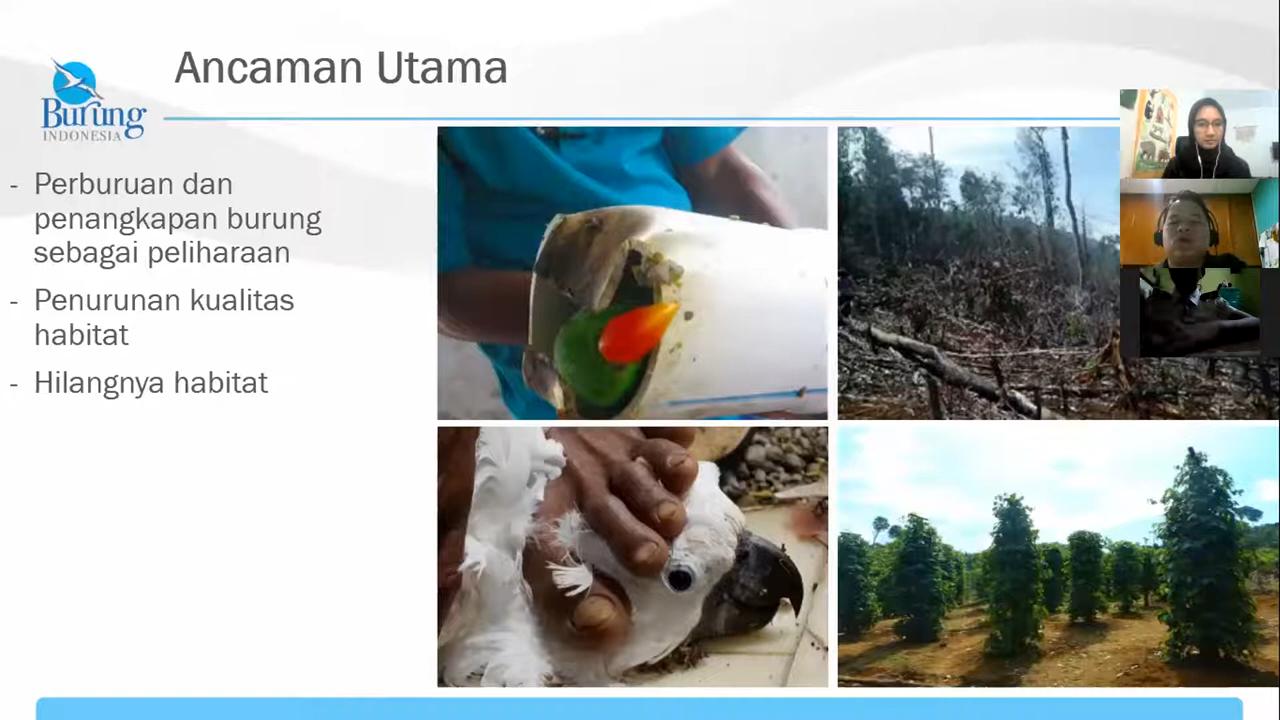 Ancaman Utama
Burung
INDONESIA
- Perburuan dan
penangkapan burung
sebagai peliharaan
- Penurunan kualitas
habitat
- Hilangnya habitat